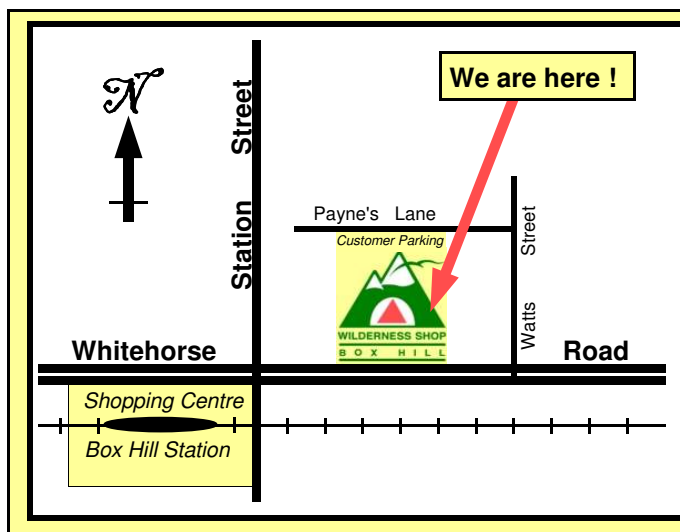 N
We are here !
Station Street
Payne's Lane
Customer Parking
Watts Street
WILDERNESS SHOP
BOX HILL
Whitehorse Road
Shopping Centre
Box Hill Station